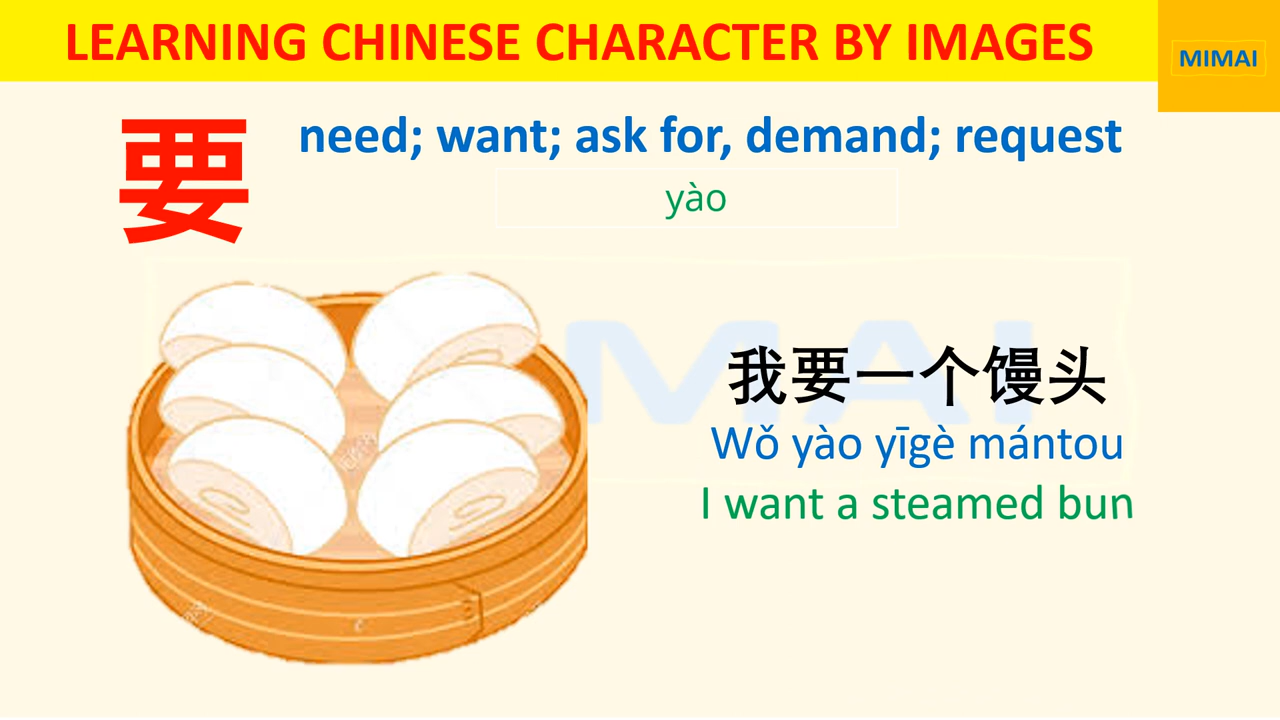 LEARNING CHINESE CHARACTER BY IMAGES
MIMAI
要
need; want; ask for, demand; request
yào
MAI
我要一个馒头
Wǒ yào yīgè mántou
I want a steamed bun